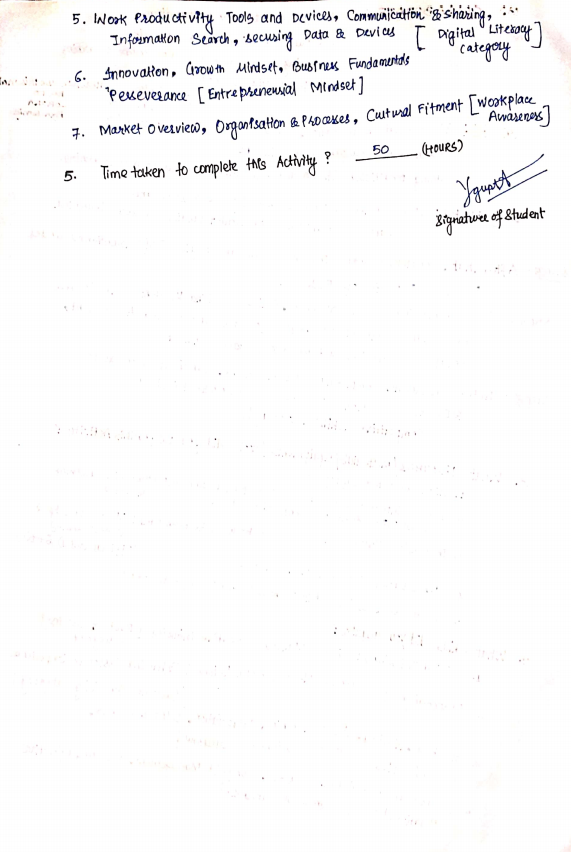 5. Work Productivity Tools and Devices, Communication & Sharing,
Information Search, securing Data & Devices [Digital Literacy
category]
6. Innovation, Growth Mindset, Business Fundamentals
Perseverance [Entrepreneurial Mindset]
7. Market Overview, Organisation & Processes, Cultural Fitment [Workplace
Awareness]
5. Time taken to complete this Activity? 50 (HOURS)
Ygupta
Signature of Student